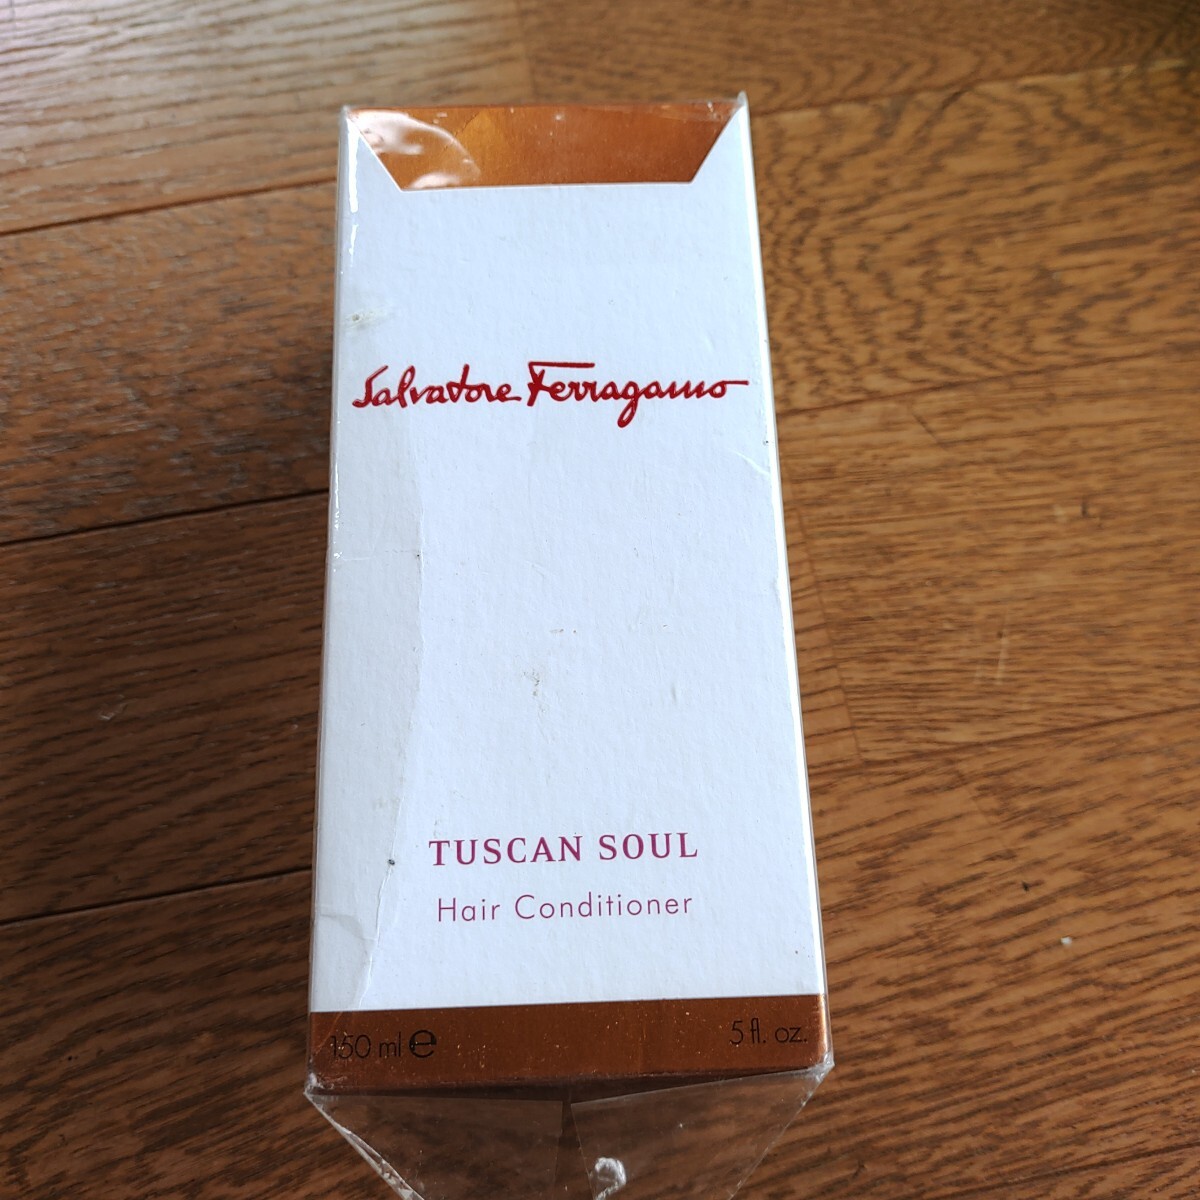 Salvatore Ferragamo
TUSCAN SOUL
Hair Conditioner
150 ml ℮ 5 fl. oz.